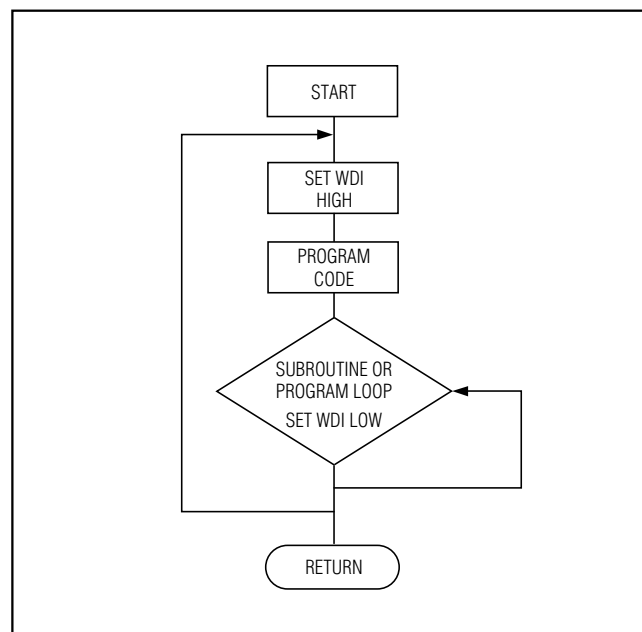 START
SET WDI
HIGH
PROGRAM
CODE
SUBROUTINE OR
PROGRAM LOOP
SET WDI LOW
RETURN